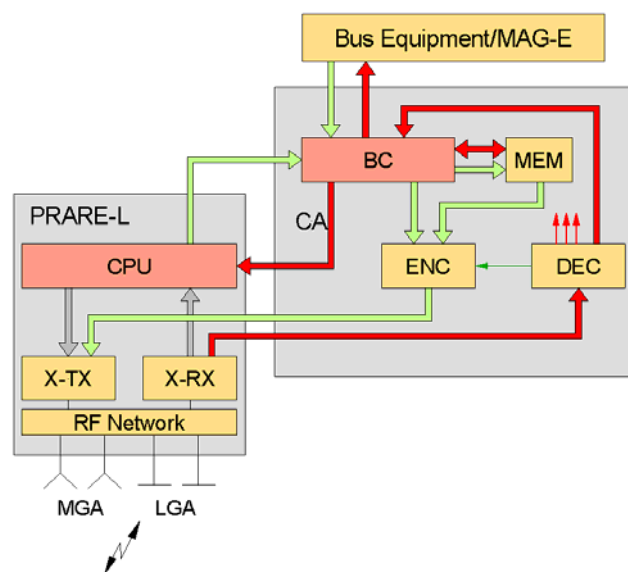 Bus Equipment/MAG-E
BC
MEM
PRARE-L
CA
CPU
ENC
DEC
X-TX
X-RX
RF Network
MGA
LGA